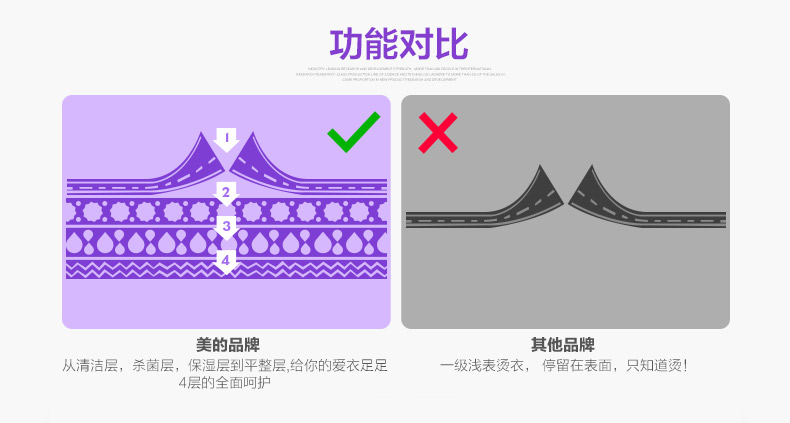 功能对比
1
2
3
4
美的品牌
从清洁层，杀菌层，保湿层到平整层,给你的爱衣足足
4层的全面呵护
其他品牌
一级浅表烫衣， 停留在表面，只知道烫！